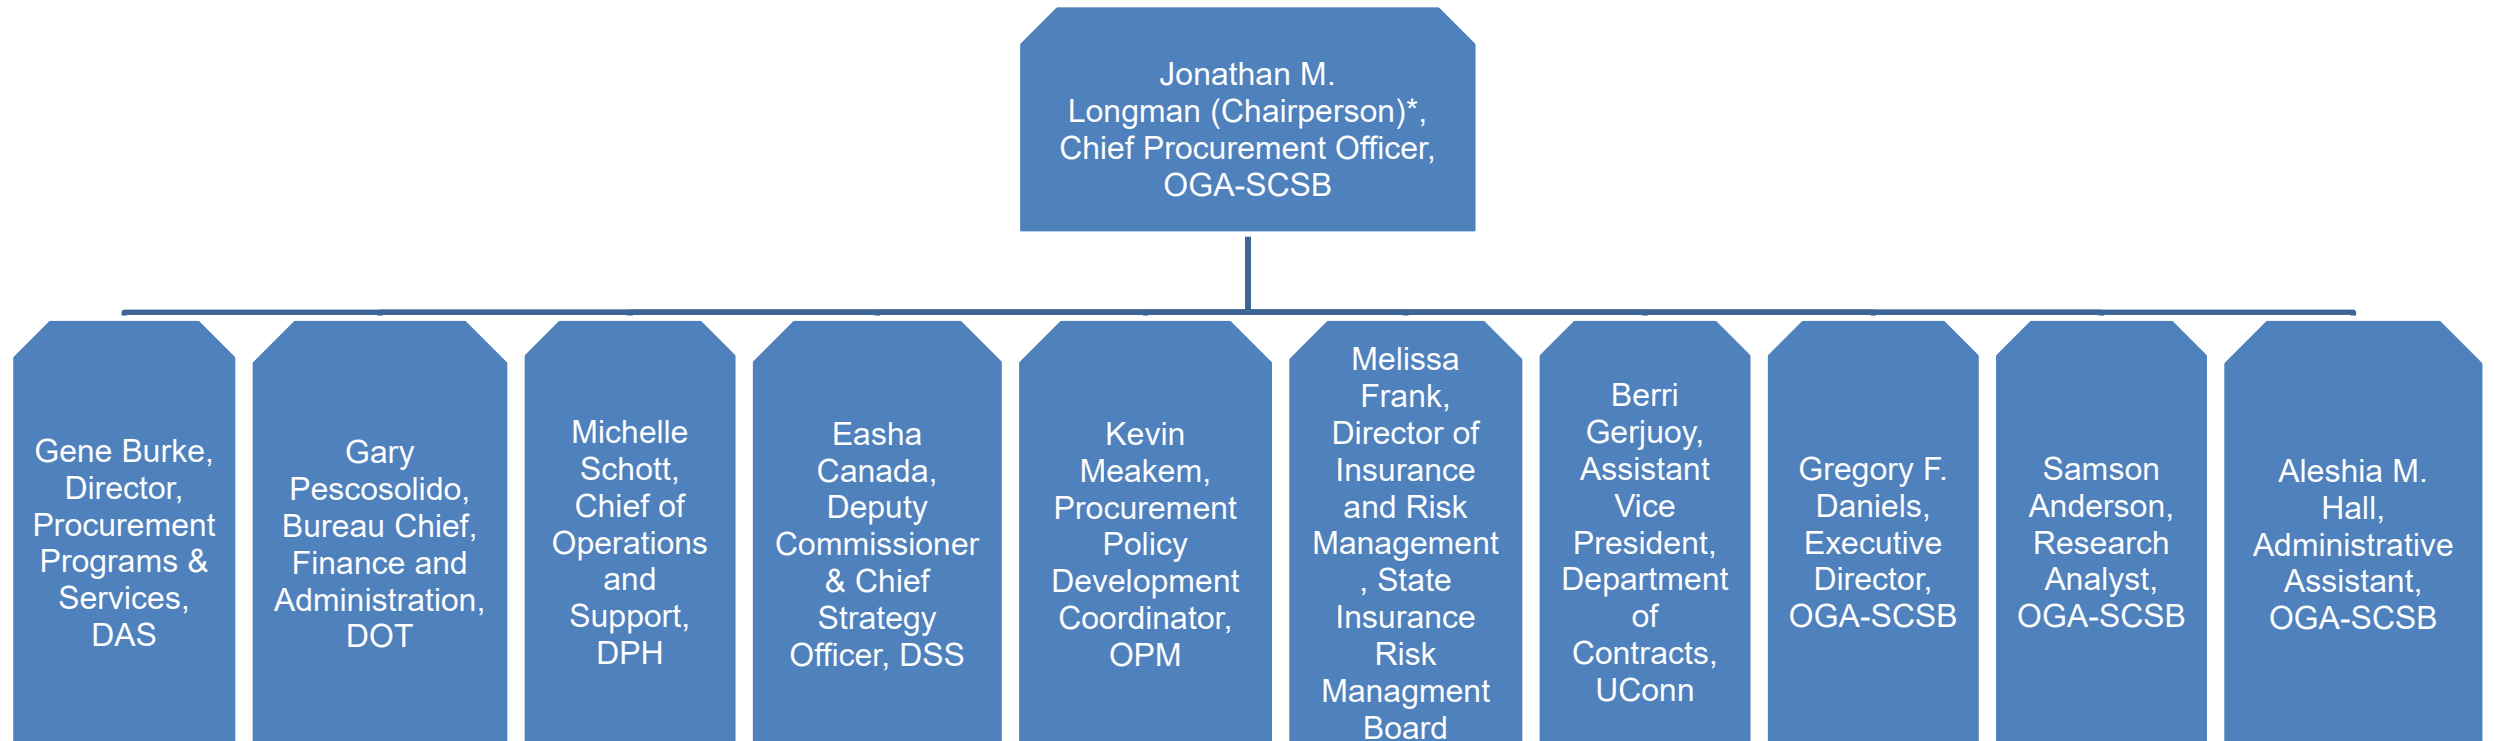 Jonathan M.
Longman (Chairperson)*,
Chief Procurement Officer,
OGA-SCSB
Gene Burke,
Director,
Procurement
Programs &
Services,
DAS
Gary
Pescosolido,
Bureau Chief,
Finance and
Administration,
DOT
Michelle
Schott,
Chief of
Operations
and
Support,
DPH
Easha
Canada,
Deputy
Commissioner
& Chief
Strategy
Officer, DSS
Kevin
Meakem,
Procurement
Policy
Development
Coordinator,
OPM
Melissa
Frank,
Director of
Insurance
and Risk
Management
, State
Insurance
Risk
Managment
Board
Berri
Gerjuoy,
Assistant
Vice
President,
Department
of
Contracts,
UConn
Gregory F.
Daniels,
Executive
Director,
OGA-SCSB
Samson
Anderson,
Research
Analyst,
OGA-SCSB
Aleshia M.
Hall,
Administrative
Assistant,
OGA-SCSB